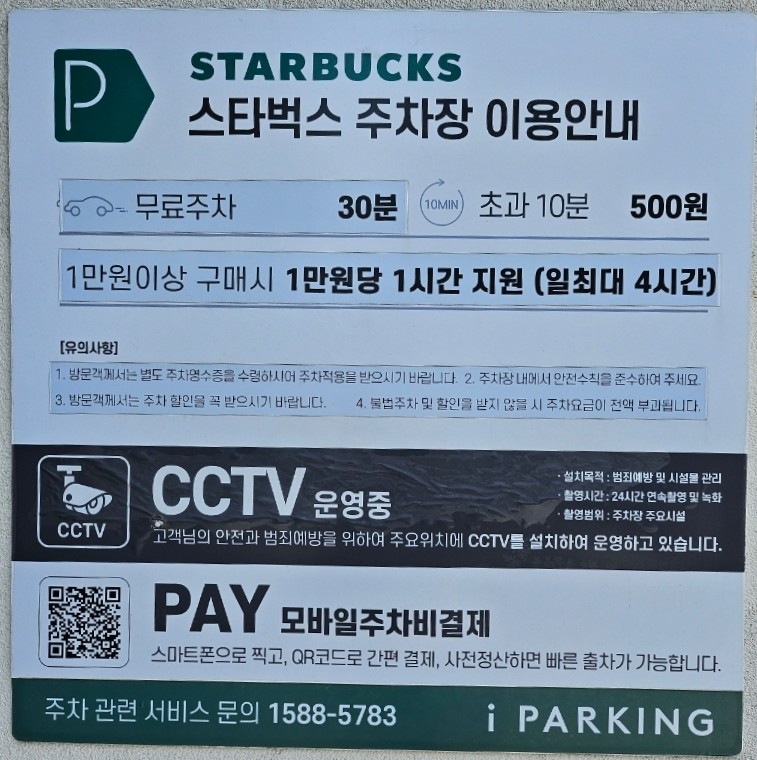 P
STARBUCKS
스타벅스 주차장 이용안내
무료주차 30분 10MIN 초과 10분 500원
1만원이상 구매시 1만원당 1시간 지원 (일최대 4시간)
[유의사항]
1. 방문객께서는 별도 주차영수증을 수령하시어 주차적용을 받으시기 바랍니다. 2. 주차장 내에서 안전수칙을 준수하여 주세요.
3. 방문객께서는 주차 할인을 꼭 받으시기 바랍니다. 4. 불법주차 및 할인을 받지 않을 시 주차요금이 전액 부과됩니다.
CCTV
CCTV 운영중
· 설치목적 : 범죄예방 및 시설물 관리
· 촬영시간 : 24시간 연속촬영 및 녹화
· 촬영범위 : 주차장 주요시설
고객님의 안전과 범죄예방을 위하여 주요위치에 CCTV를 설치하여 운영하고 있습니다.
PAY 모바일주차비결제
스마트폰으로 찍고, QR코드로 간편 결제, 사전정산하면 빠른 출차가 가능합니다.
주차 관련 서비스 문의 1588-5783 i PARKING